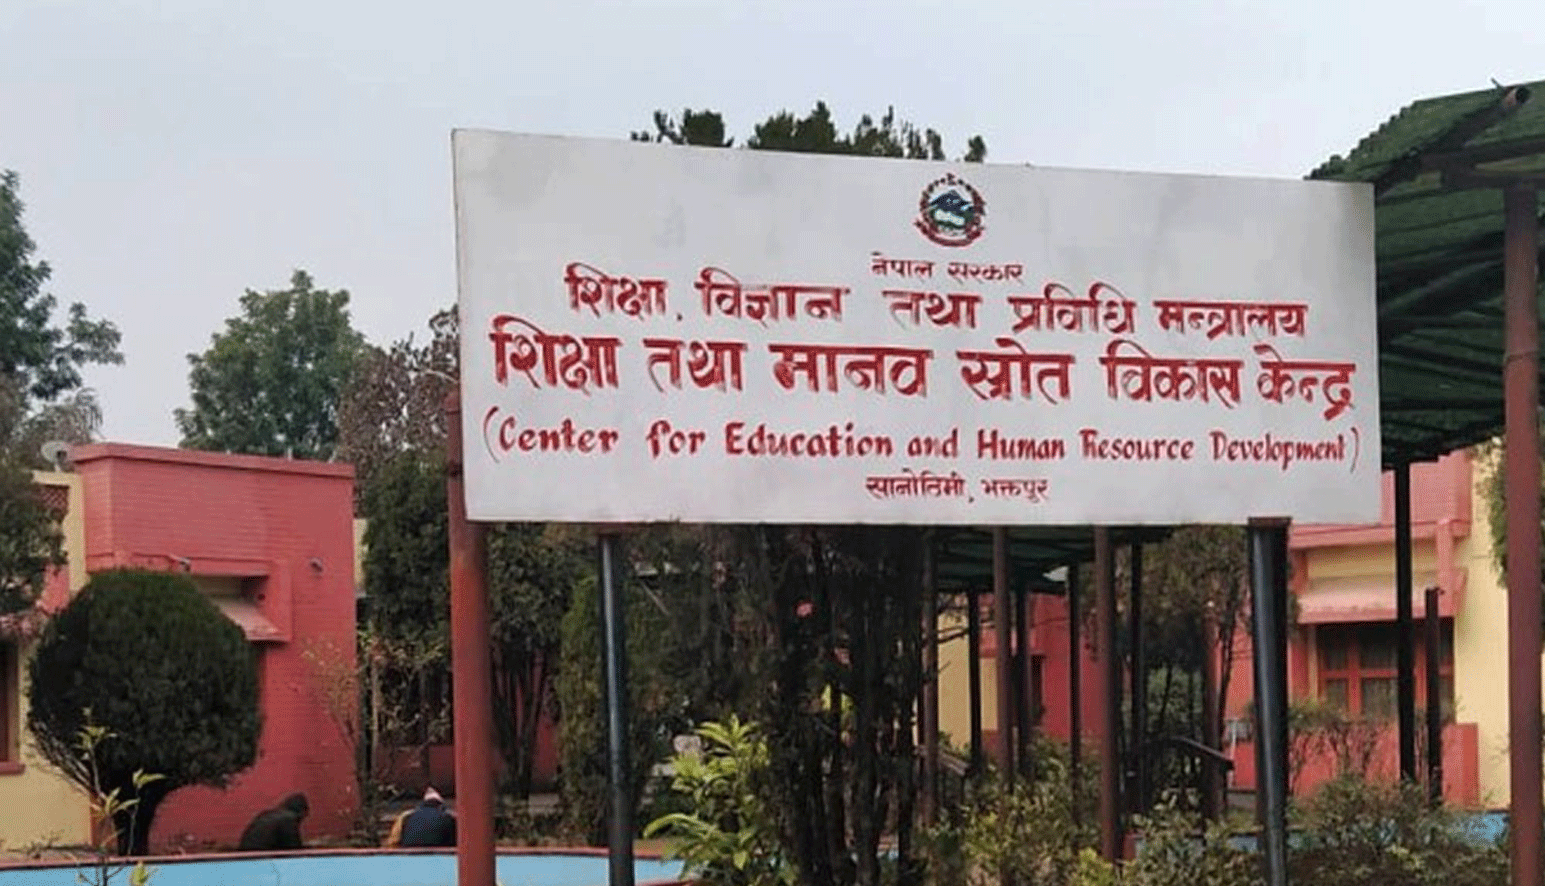 नेपाल सरकार
शिक्षा, विज्ञान तथा प्रविधि मन्त्रालय
शिक्षा तथा मानव स्रोत विकास केन्द्र
(Center for Education and Human Resource Development)
सानोठिमी, भक्तपुर